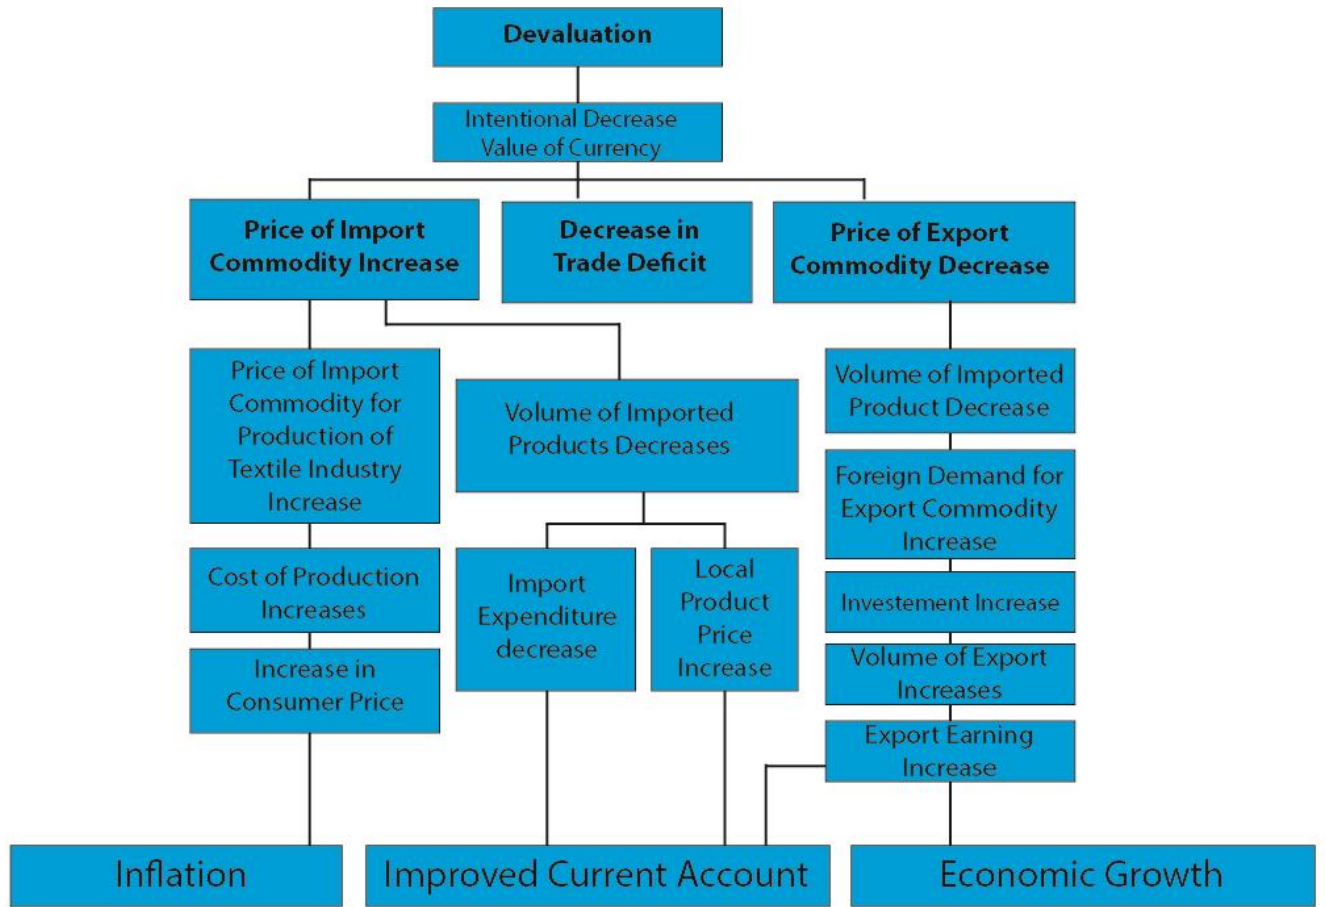 Devaluation
Intentional Decrease
Value of Currency
Price of Import
Commodity Increase
Decrease in
Trade Deficit
Price of Export
Commodity Decrease
Price of Import
Commodity for
Production of
Textile Industry
Increase
Volume of Imported
Products Decreases
Volume of Imported
Product Decrease
Foreign Demand for
Export Commodity
Increase
Cost of Production
Increases
Import
Expenditure
decrease
Local
Product
Price
Increase
Investement Increase
Increase in
Consumer Price
Volume of Export
Increases
Export Earning
Increase
Inflation
Improved Current Account
Economic Growth